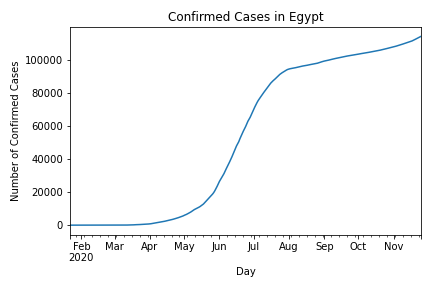 Confirmed Cases in Egypt
Number of Confirmed Cases
100000
80000
60000
40000
20000
0
Feb Mar Apr May Jun Jul Aug Sep Oct Nov
2020
Day